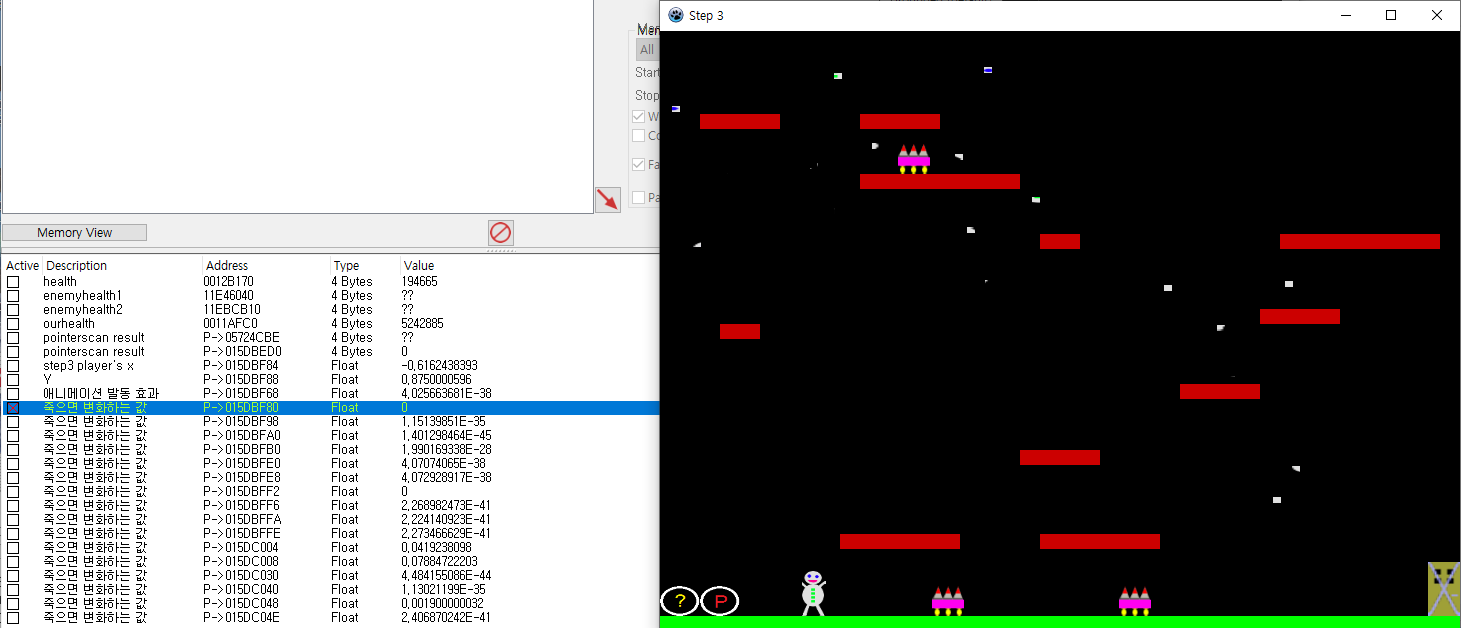 Step 3
All
Start
Stop
Memory View
Active Description Address Type Value
health 0012B170 4 Bytes 194665
enemyhealth1 11E46040 4 Bytes ??
enemyhealth2 11EBCB10 4 Bytes ??
ourhealth 0011AFC0 4 Bytes 5242885
pointerscan result P->05724CBE 4 Bytes ??
pointerscan result P->015DBED0 4 Bytes 0
step3 player's x P->015DBF84 Float -0,6162438393
Y P->015DBF88 Float 0,8750000596
애니메이션 발동 효과 P->015DBF68 Float 4,025663681E-38
죽으면 변화하는 값 P->015DBF80 Float 0
죽으면 변화하는 값 P->015DBF98 Float 1,15139851E-35
죽으면 변화하는 값 P->015DBFA0 Float 1,401298464E-45
죽으면 변화하는 값 P->015DBFB0 Float 1,990169338E-28
죽으면 변화하는 값 P->015DBFE0 Float 4,07074065E-38
죽으면 변화하는 값 P->015DBFE8 Float 4,072928917E-38
죽으면 변화하는 값 P->015DBFF2 Float 0
죽으면 변화하는 값 P->015DBFF6 Float 2,268982473E-41
죽으면 변화하는 값 P->015DBFFA Float 2,224140923E-41
죽으면 변화하는 값 P->015DBFFE Float 2,273466629E-41
죽으면 변화하는 값 P->015DC004 Float 0,0419238098
죽으면 변화하는 값 P->015DC008 Float 0,07884722203
죽으면 변화하는 값 P->015DC030 Float 4,484155086E-44
죽으면 변화하는 값 P->015DC040 Float 1,13021199E-35
죽으면 변화하는 값 P->015DC048 Float 0,001900000032
죽으면 변화하는 값 P->015DC04E Float 2,406870242E-41
? P